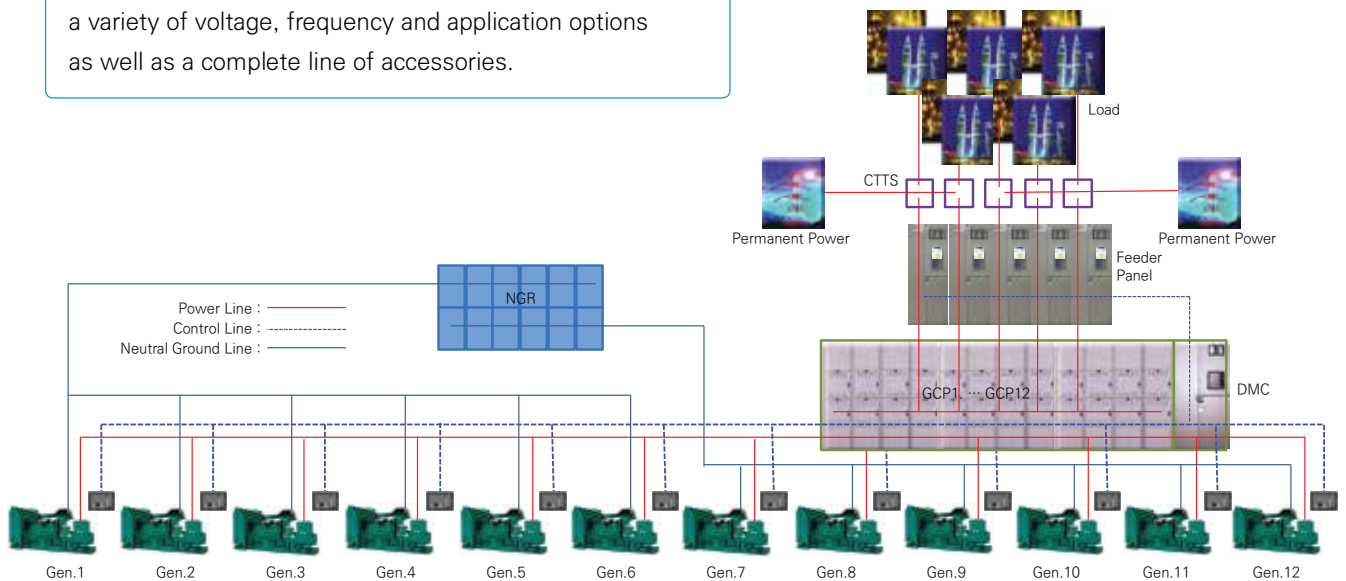 a variety of voltage, frequency and application options
as well as a complete line of accessories.
Load
CTTS
Permanent Power
Permanent Power
Feeder
Panel
NGR
Power Line :
Control Line :
Neutral Ground Line :
GCP1. ··· GCP12
DMC
Gen.1
Gen.2
Gen.3
Gen.4
Gen.5
Gen.6
Gen.7
Gen.8
Gen.9
Gen.10
Gen.11
Gen.12